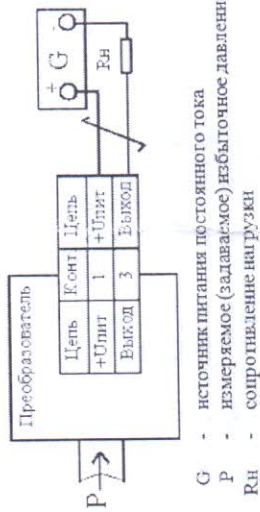 Преобразователь
Цепь Конт Цепь
+Uпит 1 +Uпит
Выход 3 Выход
P
+ G -
Rн
G - источник питания постоянного тока
P - измеряемое (задаваемое) избыточное давлени
Rн - сопротивление нагрузки